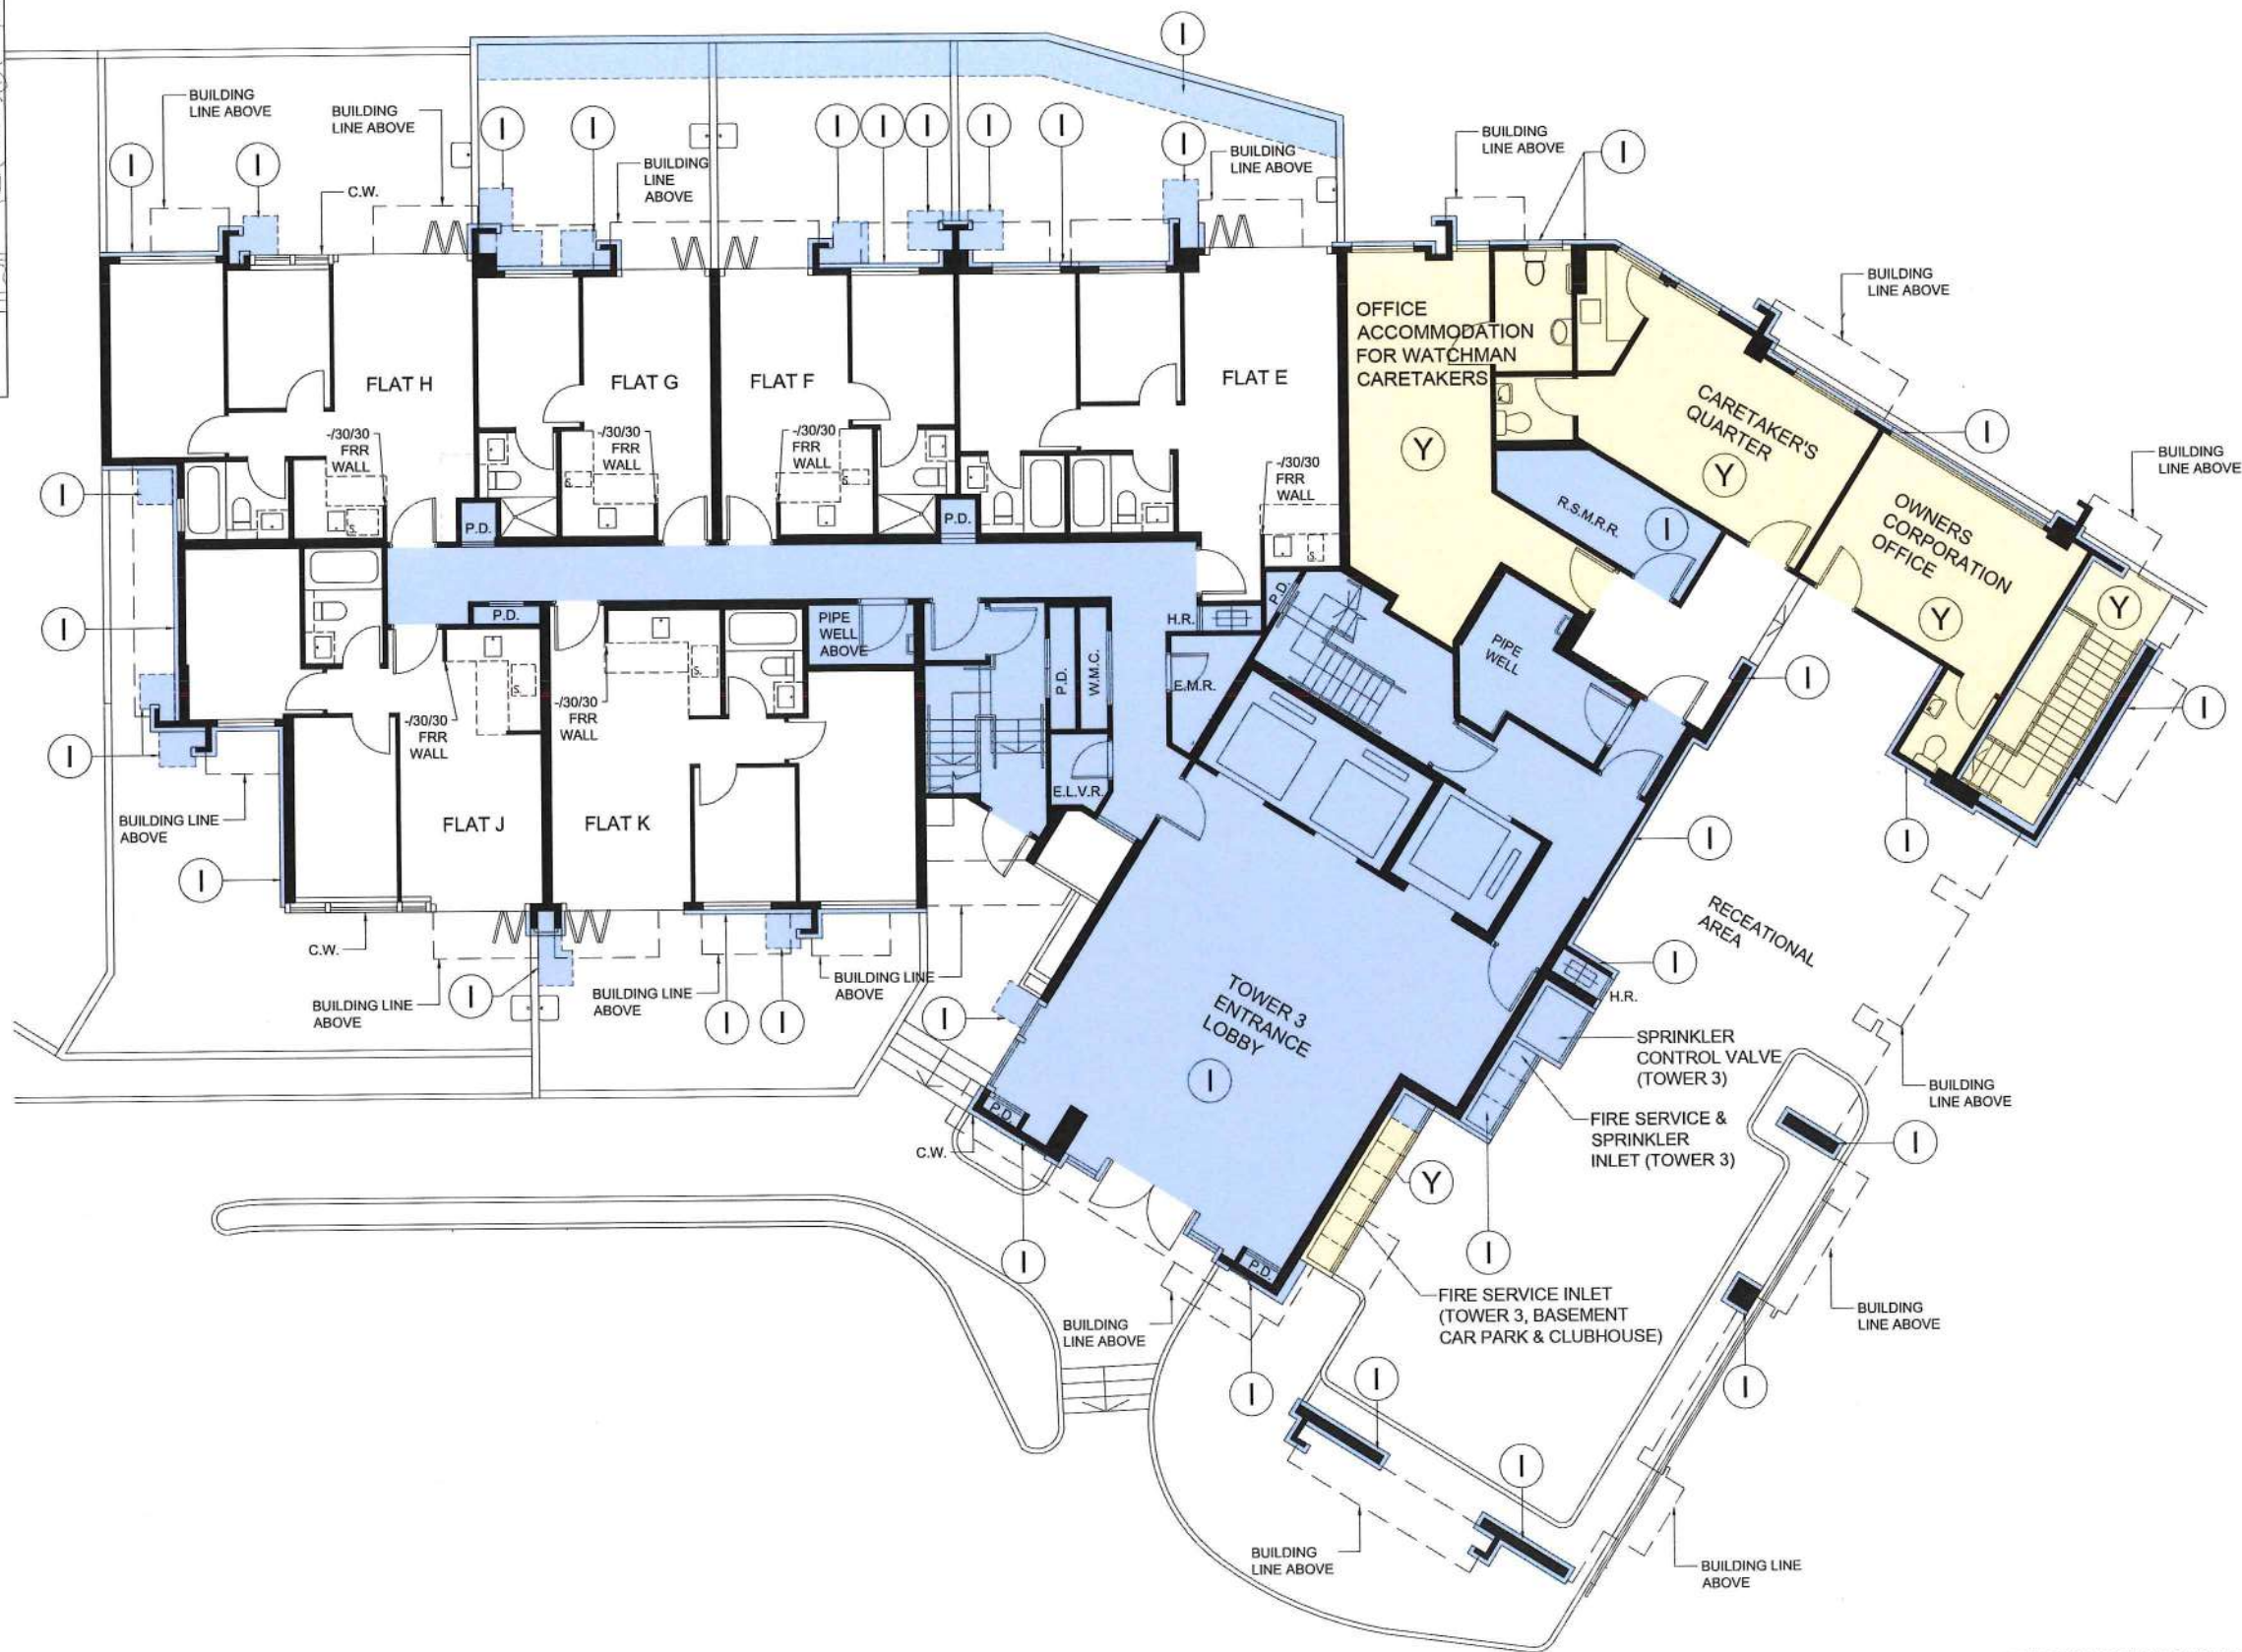 I
BUILDING
LINE ABOVE
BUILDING
LINE ABOVE
I
I
I
I
I
I
I
I
I
I
C.W.
BUILDING
LINE
ABOVE
BUILDING
LINE ABOVE
BUILDING
LINE ABOVE
I
BUILDING
LINE ABOVE
FLAT H
FLAT G
FLAT F
FLAT E
OFFICE
ACCOMMODATION
FOR WATCHMAN
CARETAKERS
Y
CARETAKER'S
QUARTER
Y
I
BUILDING
LINE ABOVE
-/30/30
FRR
WALL
-/30/30
FRR
WALL
-/30/30
FRR
WALL
-/30/30
FRR
WALL
S.
S.
S.
S.
R.S.M.R.R.
I
OWNERS
CORPORATION
OFFICE
Y
Y
I
I
P.D.
P.D.
P.D.
P.D.
PIPE
WELL
ABOVE
H.R.
P.D.
W.M.C.
E.M.R.
PIPE
WELL
I
I
S.
S.
-/30/30
FRR
WALL
-/30/30
FRR
WALL
I
BUILDING LINE
ABOVE
FLAT J
FLAT K
E.L.V.R.
I
I
I
RECEATIONAL
AREA
C.W.
BUILDING LINE
ABOVE
I
BUILDING LINE
ABOVE
I
I
BUILDING LINE
ABOVE
I
TOWER 3
ENTRANCE
LOBBY
I
I
H.R.
SPRINKLER
CONTROL VALVE
(TOWER 3)
BUILDING
LINE ABOVE
P.D.
C.W.
FIRE SERVICE &
SPRINKLER
INLET (TOWER 3)
I
Y
I
I
P.D.
FIRE SERVICE INLET
(TOWER 3, BASEMENT
CAR PARK & CLUBHOUSE)
BUILDING
LINE ABOVE
BUILDING
LINE ABOVE
I
I
I
I
BUILDING
LINE ABOVE
BUILDING LINE
ABOVE